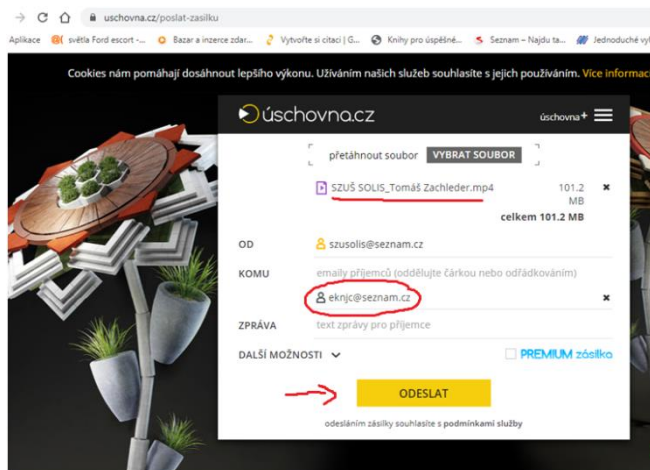 uschovna.cz/poslat-zasilku
Aplikace světla Ford escort -... Bazar a inzerce zdar... Vytvořte si citaci | G... Knihy pro úspěšné... Seznam – Najdu ta... Jednoduché vy
Cookies nám pomáhají dosáhnout lepšího výkonu. Užíváním našich služeb souhlasíte s jejich používáním. Více informac
úschovna.cz úschovna+
přetáhnout soubor VYBRAT SOUBOR
SZUŠ SOLIS_Tomáš Zachleder.mp4 101.2
MB
celkem 101.2 MB
OD szusolis@seznam.cz
KOMU emaily příjemců (oddělujte čárkou nebo odřádkováním)
eknjc@seznam.cz
ZPRÁVA text zprávy pro příjemce
DALŠÍ MOŽNOSTI PREMIUM zásilka
ODESLAT
odesláním zásilky souhlasíte s podmínkami služby